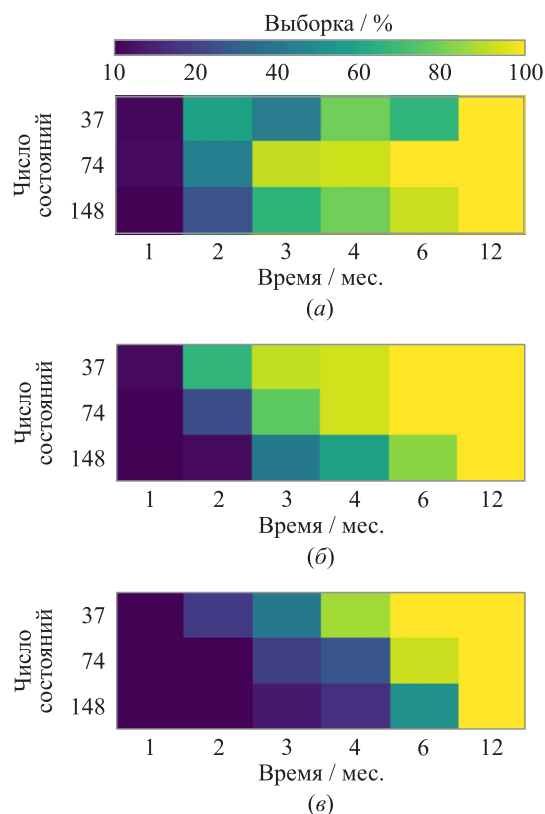 Выборка / %
10 20 40 60 80 100
Число состояний
37
74
148
1 2 3 4 6 12
Время / мес.
(а)
Число состояний
37
74
148
1 2 3 4 6 12
Время / мес.
(б)
Число состояний
37
74
148
1 2 3 4 6 12
Время / мес.
(в)